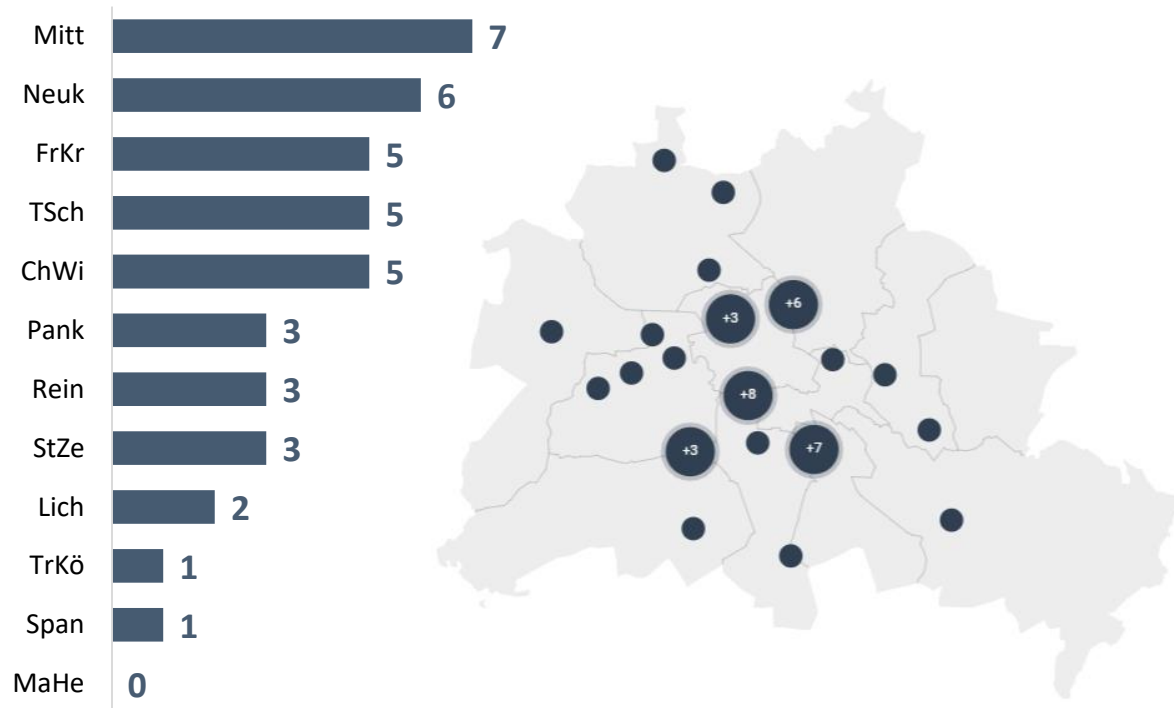 Mitt 7
Neuk 6
FrKr 5
TSch 5
ChWi 5
Pank 3
Rein 3
StZe 3
Lich 2
TrKö 1
Span 1
MaHe 0
+6
+3
+8
+3
+7